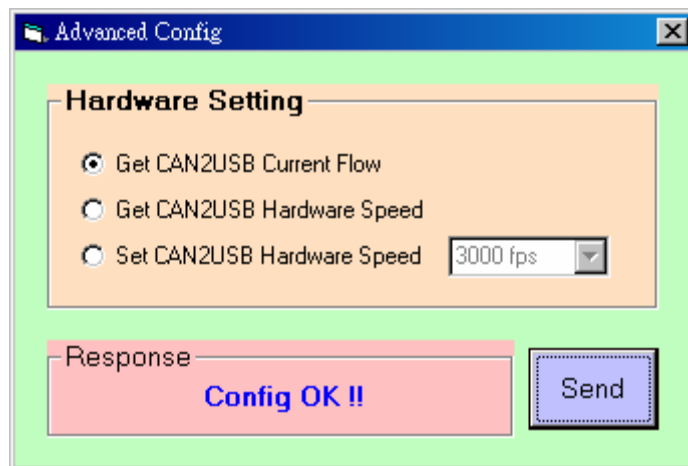 Advanced Config
Hardware Setting
Get CAN2USB Current Flow
Get CAN2USB Hardware Speed
Set CAN2USB Hardware Speed 3000 fps
Response
Config OK !!
Send